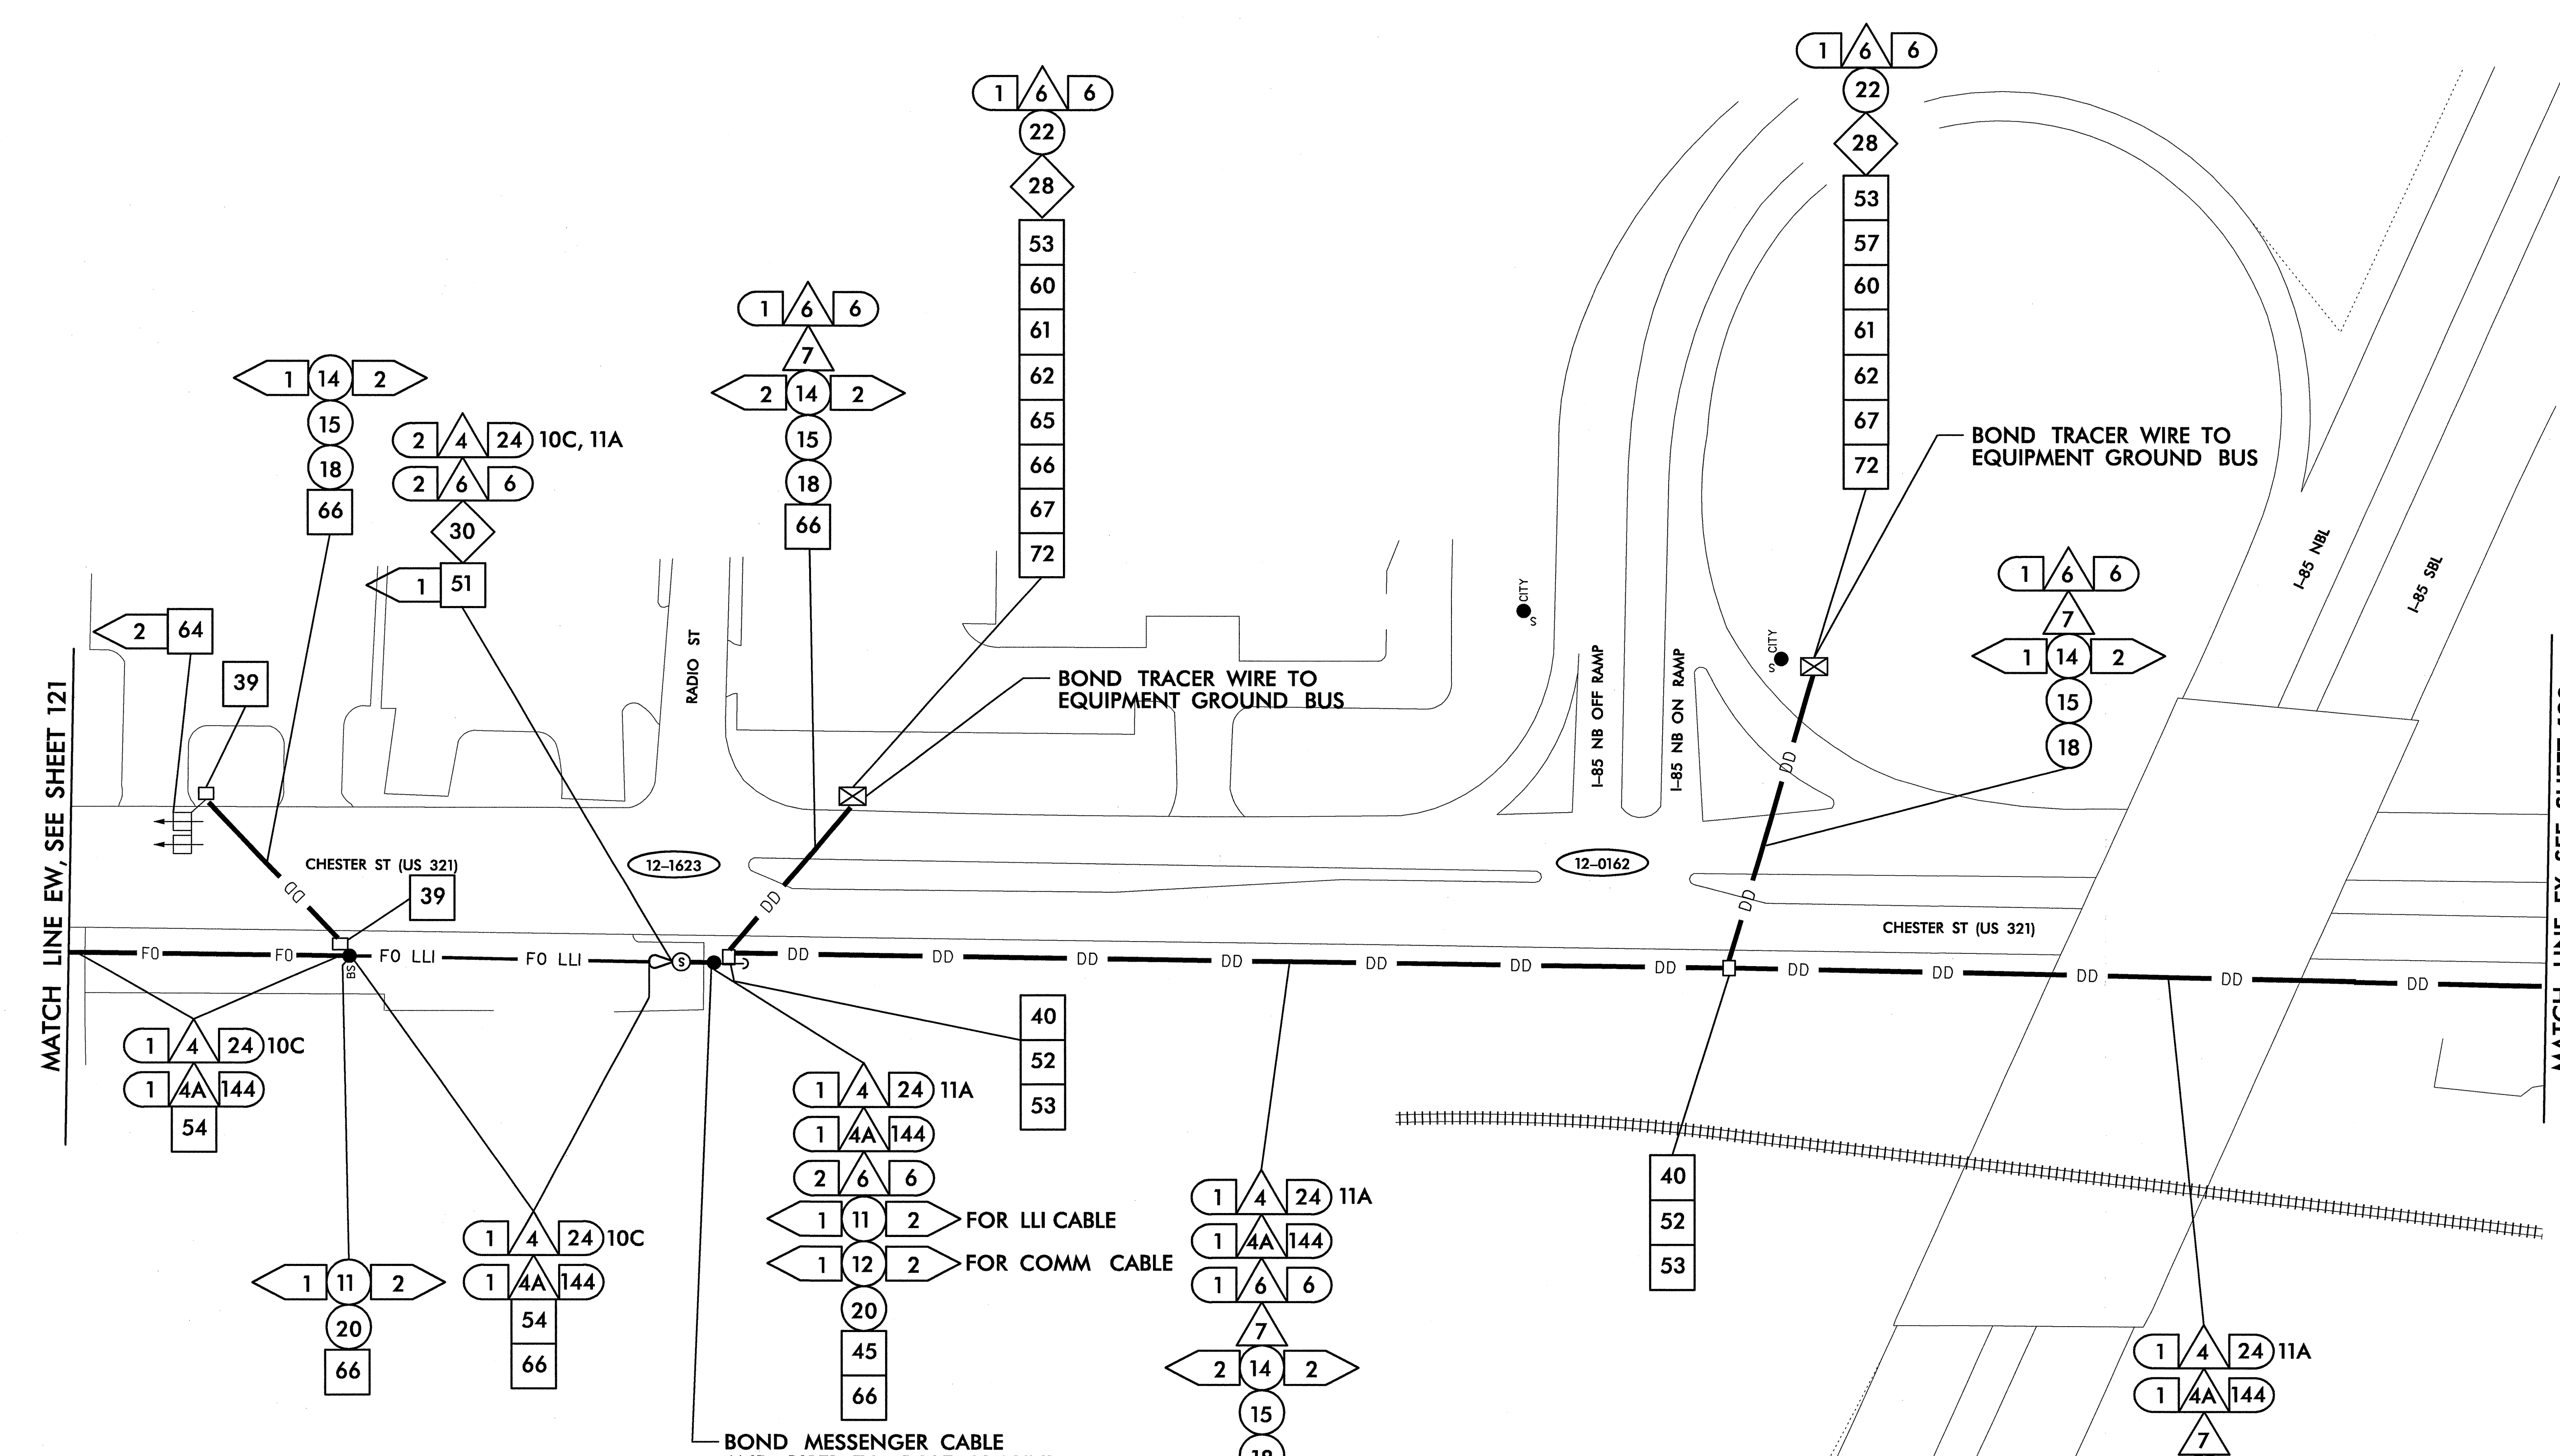 1 6 6
22
28
53
57
60
61
62
67
72
1 6 6
22
28
53
60
61
62
65
66
67
72
1 6 6
7
2 14 2
15
18
66
1 14 2
15
18
66
2 4 24 10C, 11A
2 6 6
30
1 51
2 64
39
BOND TRACER WIRE TO
EQUIPMENT GROUND BUS
1 6 6
7
1 14 2
15
18
I-85 NBL
I-85 SBL
CITY
S
CITY
S
RADIO ST
BOND TRACER WIRE TO
EQUIPMENT GROUND BUS
I-85 NB OFF RAMP
I-85 NB ON RAMP
MATCH LINE EW, SEE SHEET 121
CHESTER ST (US 321)
12-1623
12-0162
39
DD
DD
DD
DD
CHESTER ST (US 321)
FO FO FO LLI FO LLI S DD DD DD DD DD DD DD DD DD DD DD DD
BS
1 4 24 10C
1 4A 144
54
40
52
53
1 4 24 11A
1 4A 144
2 6 6
1 11 2 FOR LLI CABLE
1 12 2 FOR COMM CABLE
20
45
66
1 4 24 11A
1 4A 144
1 6 6
7
2 14 2
15
18
40
52
53
1 11 2
20
66
1 4 24 10C
1 4A 144
54
66
1 4 24 11A
1 4A 144
7
BOND MESSENGER CABLE